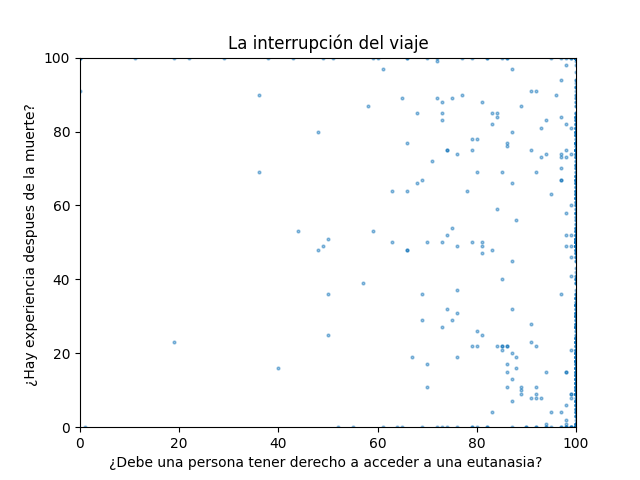 La interrupción del viaje
100
80
60
40
20
0
¿Hay experiencia despues de la muerte?
0 20 40 60 80 100
¿Debe una persona tener derecho a acceder a una eutanasia?